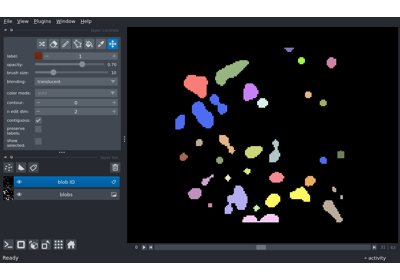 File View Plugins Window Help
label: 1
opacity: 0.70
brush size: 10
blending: translucent
color mode:
contour: 0
n edit dim: 2
contiguous:
preserve labels:
show selected:
blob ID
blobs
0
Ready
activity